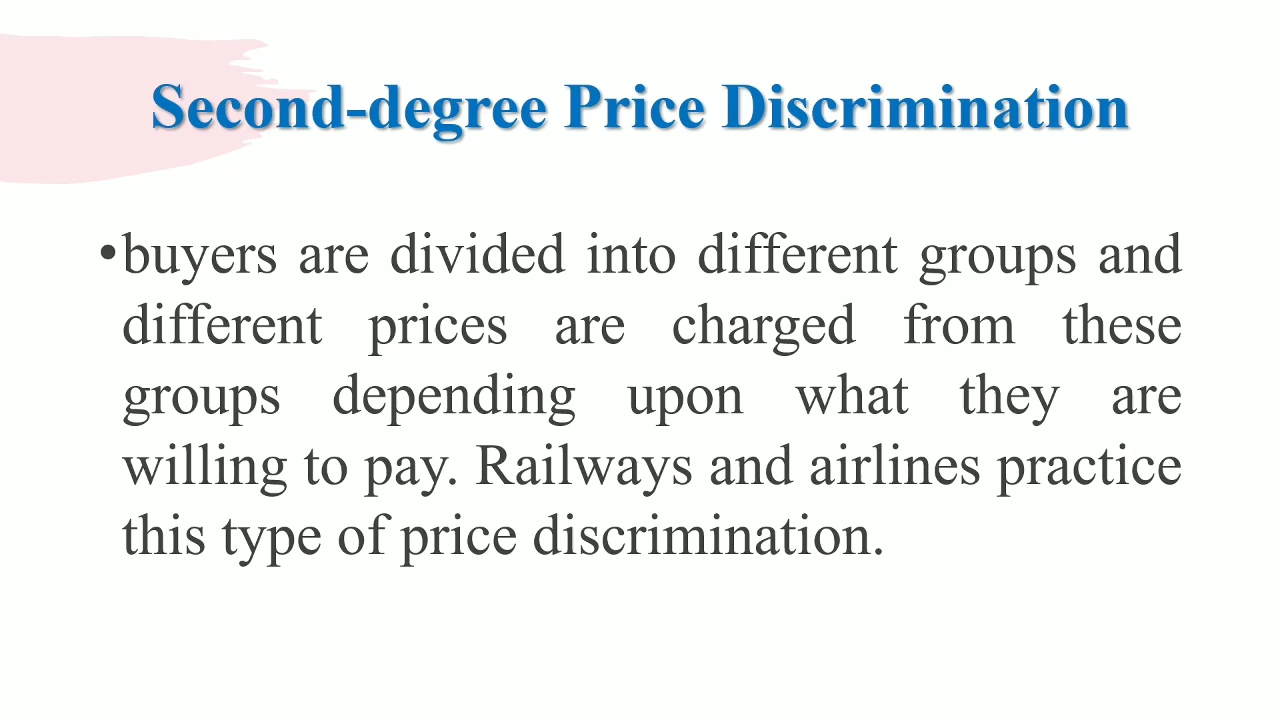 Second-degree Price Discrimination
•buyers are divided into different groups and
different prices are charged from these
groups depending upon what they are
willing to pay. Railways and airlines practice
this type of price discrimination.